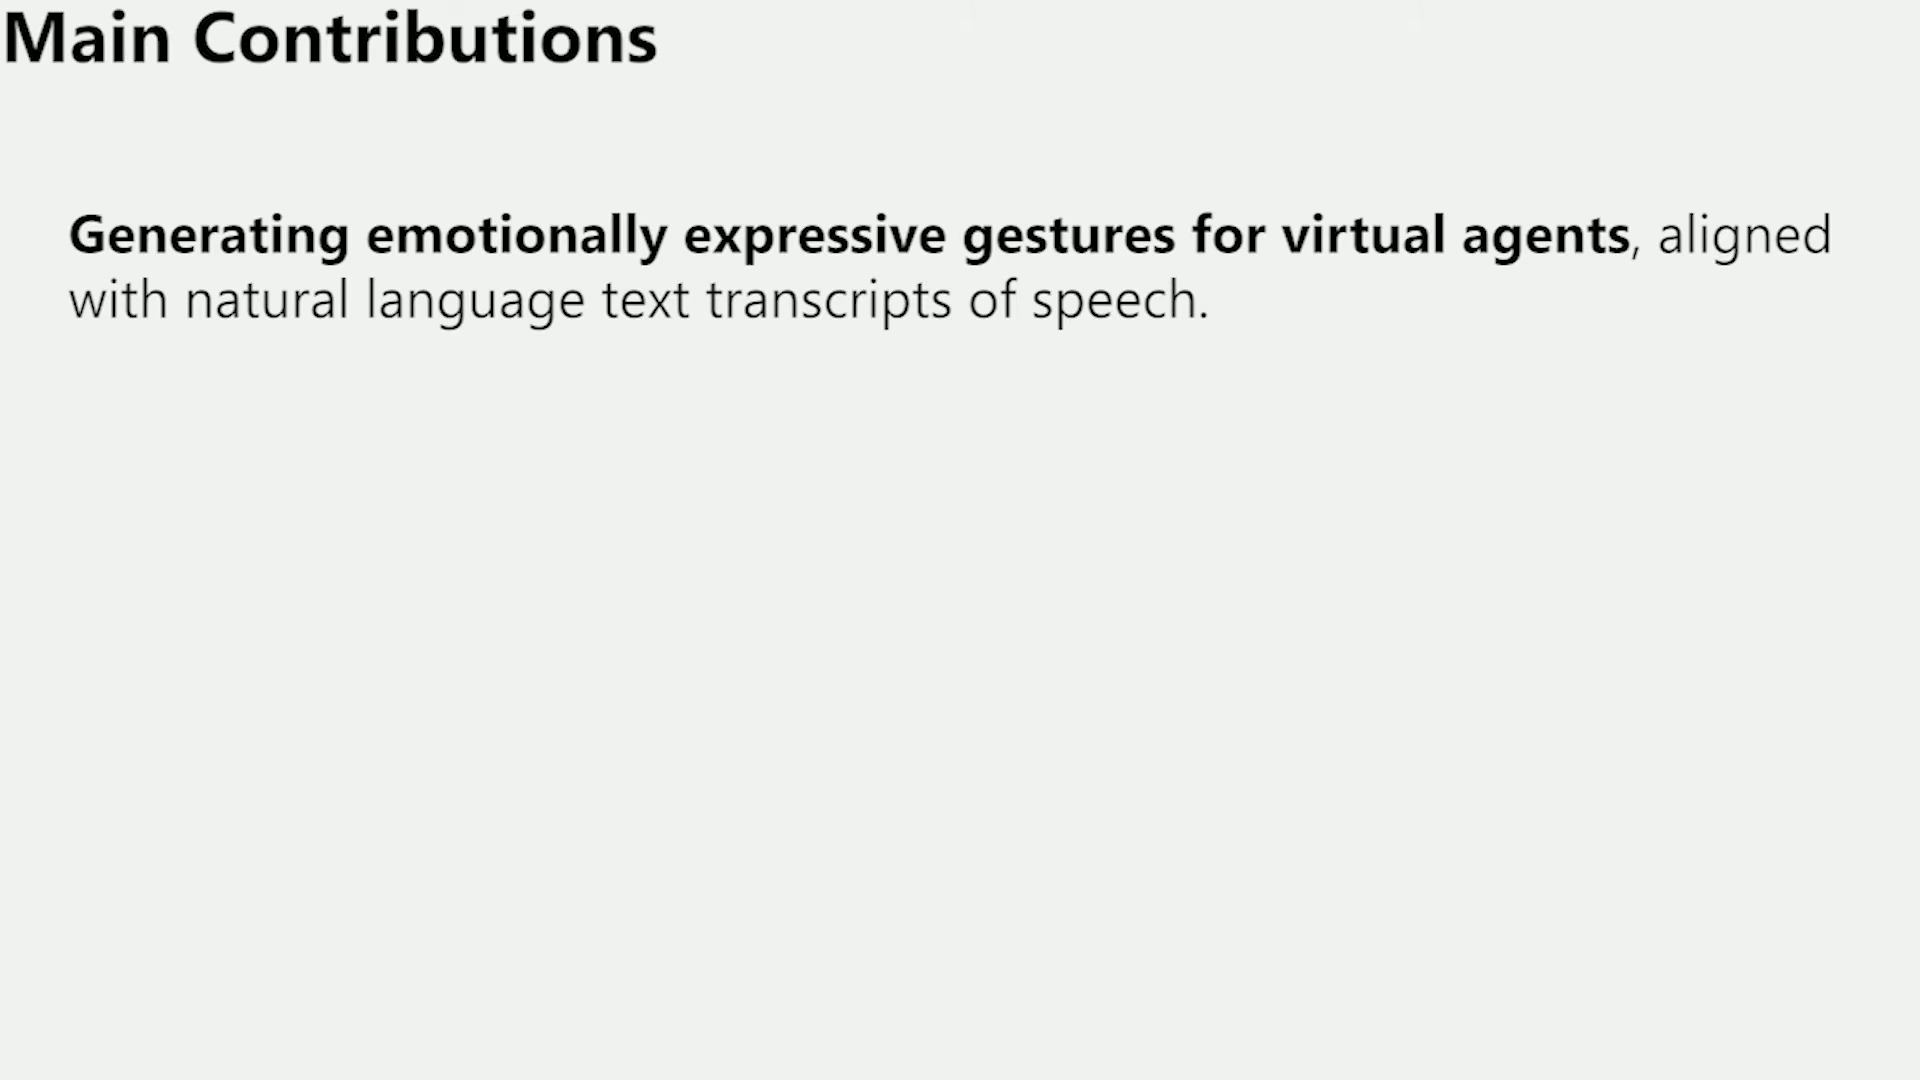 Main Contributions
Generating emotionally expressive gestures for virtual agents, aligned
with natural language text transcripts of speech.